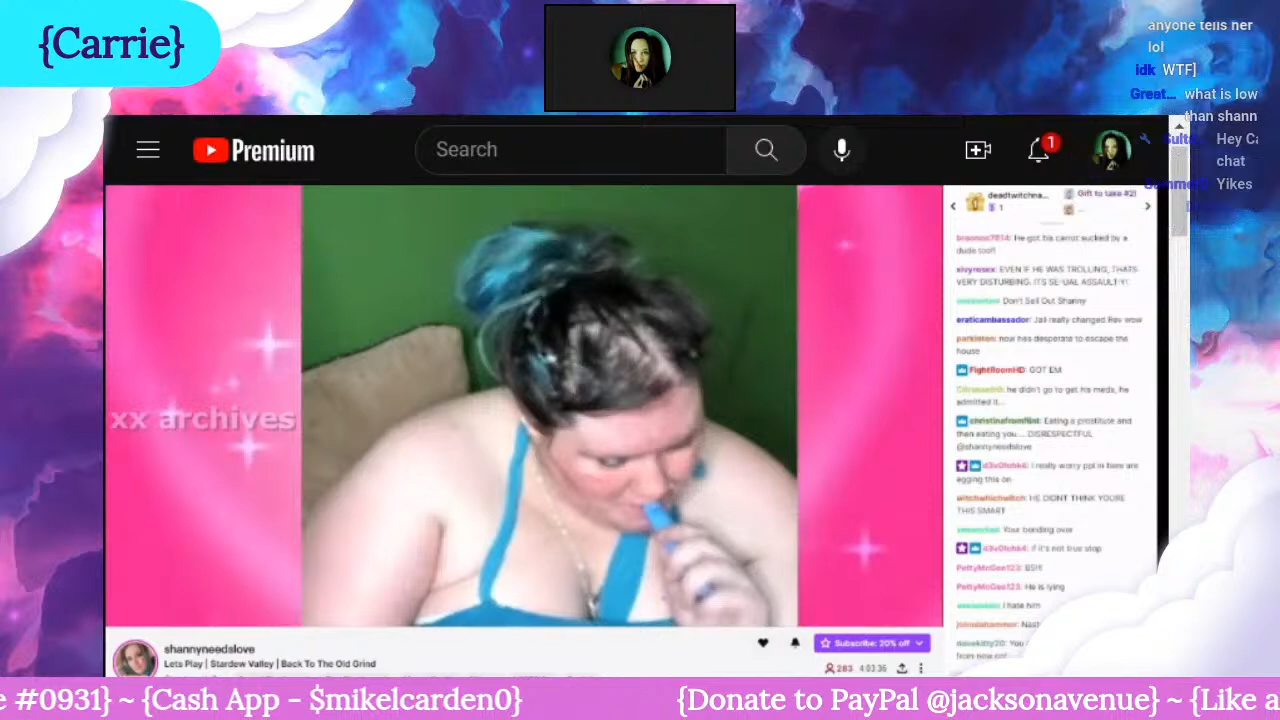 {Carrie}
anyone tells her
lol
idk WTF]
Great... what is low
than shann
Hey Ca
chat
Yikes
Premium
Search
1
deadtwitchna...
1
Gift to take #2!
...
He got his carrot sucked by a
dude too!!
xivyrosex: EVEN IF HE WAS TROLLING, THATS
VERY DISTURBING. ITS SE-UAL ASSAULT
Don't Sell Out Shanny
eraticambassador: Jail really changed Rev wow
now hes desperate to escape the
house
FightRoomHD: GOT EM
he didn't go to get his meds, he
admitted it...
christinafromflint: Eating a prostitute and
then eating you.... DISRESPECTFUL
@shannyneedslove
I really worry ppl in here are
egging this on
witchwhichwitch: HE DIDNT THINK YOURE
THIS SMART
Your bonding over
if it's not true stop
PettyMcGee123: BS!!!
PettyMcGee123: He is lying
I hate him
xx archives
shannyneedslove
Lets Play | Stardew Valley | Back To The Old Grind
Subscribe: 20% off
283 4:03:36
e #0931} ~ {Cash App - $mikelcarden0} {Donate to PayPal @jacksonavenue} ~ {Like a